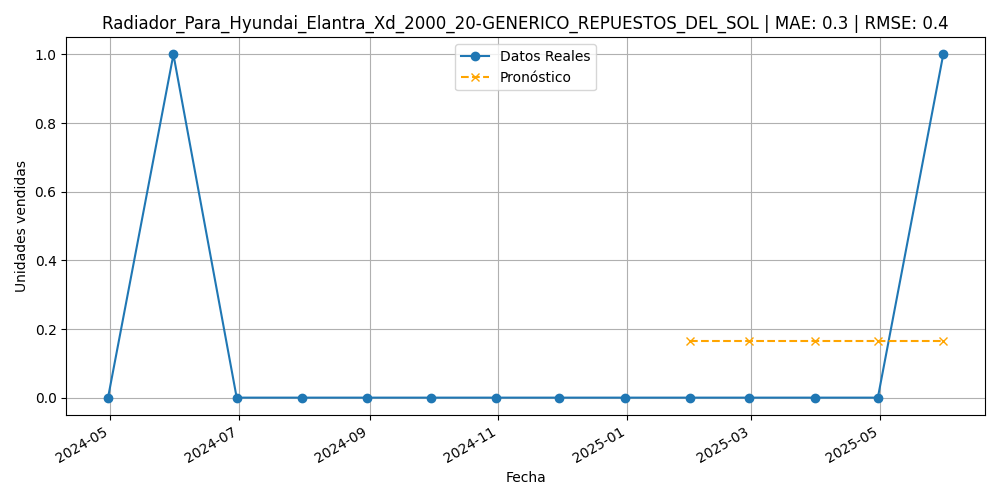 Radiador_Para_Hyundai_Elantra_Xd_2000_20-GENERICO_REPUESTOS_DEL_SOL | MAE: 0.3 | RMSE: 0.4
Datos Reales
Pronóstico
Unidades vendidas
1.0
0.8
0.6
0.4
0.2
0.0
2024-05
2024-07
2024-09
2024-11
2025-01
2025-03
2025-05
Fecha